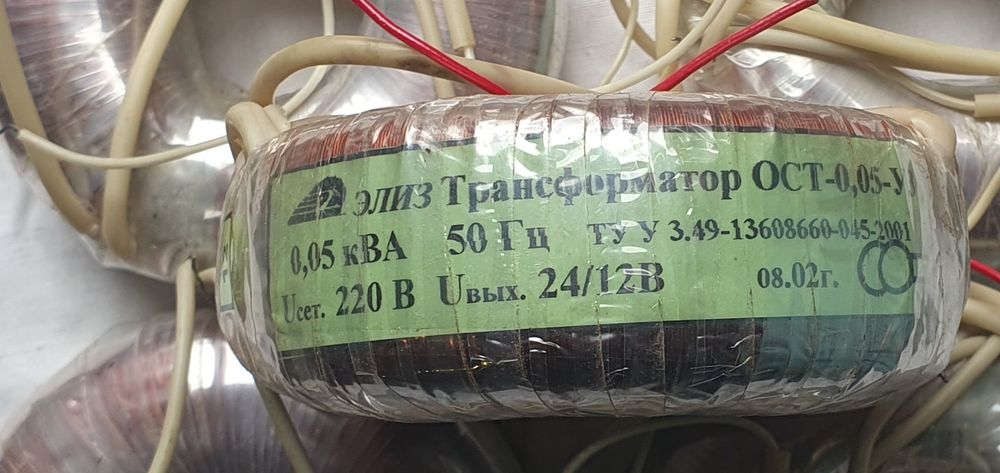 ЭЛИЗ Трансформатор ОСТ-0,05-У
0,05 кВА 50 Гц ТУ У 3.49-13608660-045-2001
Uсет. 220 В Uвых. 24/12В 08.02г.